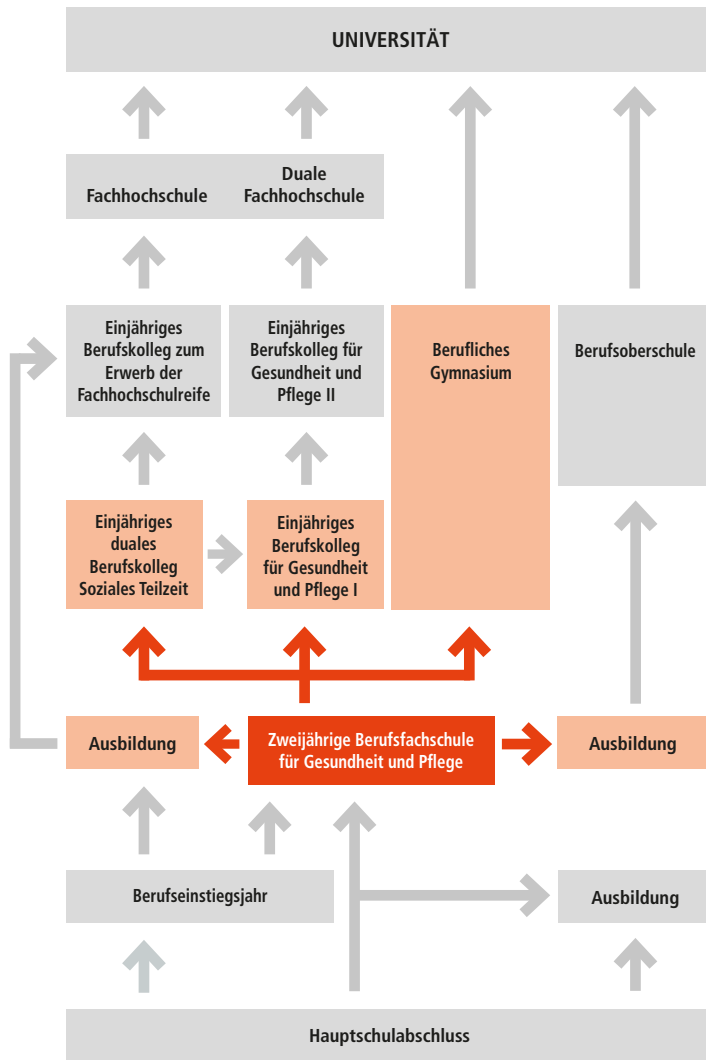 UNIVERSITÄT
Fachhochschule
Duale
Fachhochschule
Einjähriges
Berufskolleg zum
Erwerb der
Fachhochschulreife
Einjähriges
Berufskolleg für
Gesundheit und
Pflege II
Berufliches
Gymnasium
Berufsoberschule
Einjähriges
duales
Berufskolleg
Soziales Teilzeit
Einjähriges
Berufskolleg
für Gesundheit
und Pflege I
Ausbildung
Zweijährige Berufsfachschule
für Gesundheit und Pflege
Ausbildung
Berufseinstiegsjahr
Ausbildung
Hauptschulabschluss